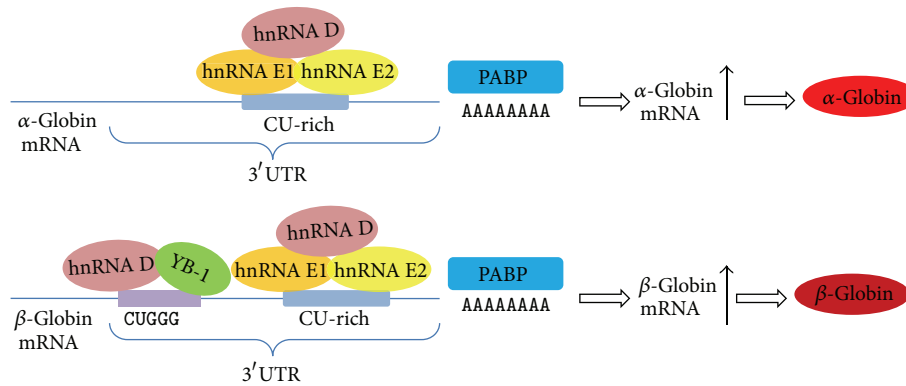 hnRNA D
hnRNA E1 hnRNA E2
PABP
α-Globin
mRNA
α-Globin
α-Globin
mRNA
CU-rich
AAAAAAAA
3′UTR
hnRNA D
hnRNA D
YB-1
hnRNA E1 hnRNA E2
PABP
β-Globin
mRNA
β-Globin
β-Globin
mRNA
CUGGG
CU-rich
AAAAAAAA
3′UTR